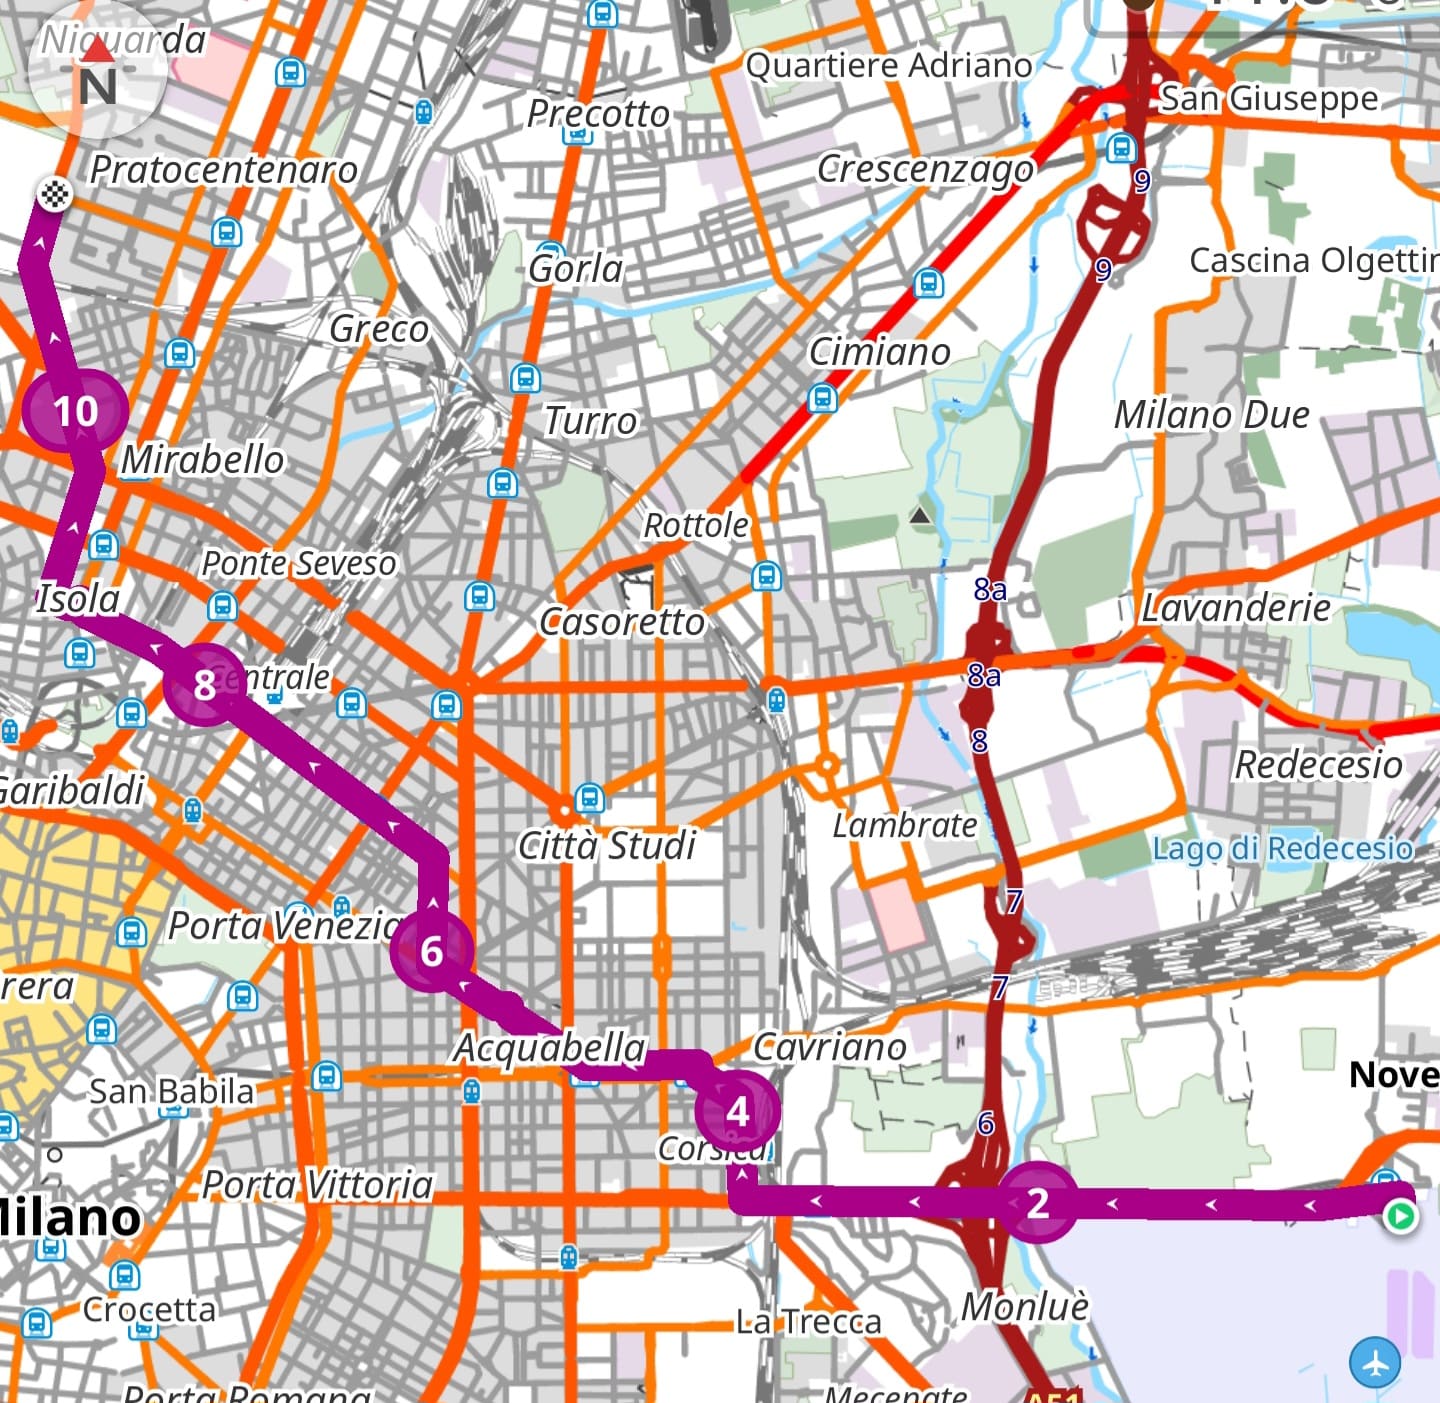 Niguarda
N
Quartiere Adriano
San Giuseppe
Precotto
Pratocentenaro
Crescenzago
9
Gorla
9
Cascina Olgettin
Greco
Cimiano
10
Turro
Milano Due
Mirabello
Rottole
Ponte Seveso
8a
Isola
Casoretto
Lavanderie
Centrale
8
8a
8
Redecesio
Garibaldi
Lambrate
Città Studi
Lago di Redecesio
7
Porta Venezia
6
rera
7
Acquabella
Cavriano
Nove
San Babila
4
6
Corsica
Porta Vittoria
2
Milano
Crocetta
La Trecca
Monluè
Porta Romana
Mecenate
A51